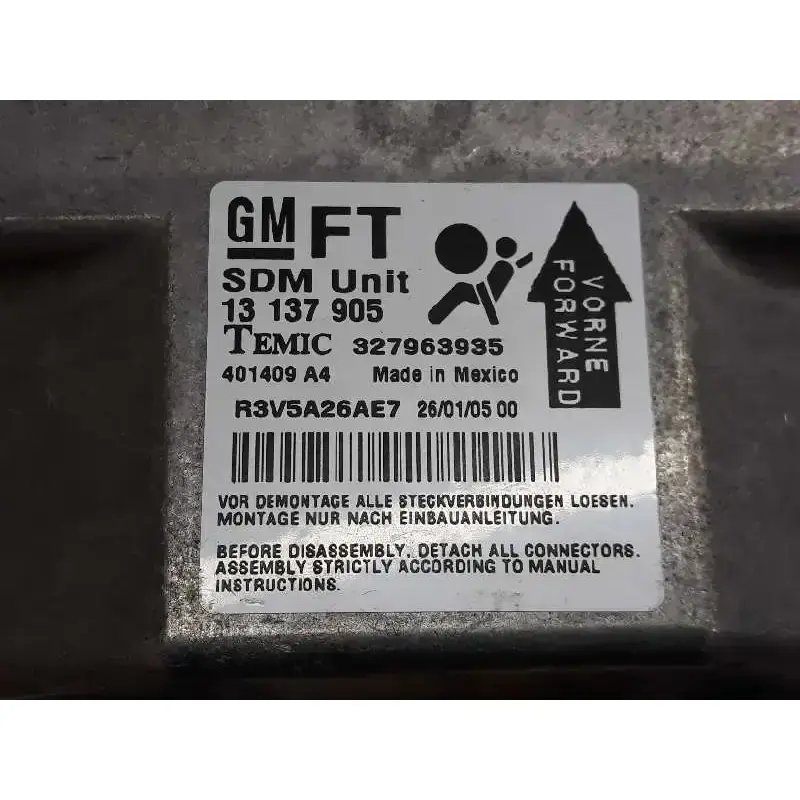 GM FT
SDM Unit
13 137 905
TEMIC 327963935
401409 A4 Made in Mexico
R3V5A26AE7 26/01/05 00
VORNE
FORWARD
VOR DEMONTAGE ALLE STECKVERBINDUNGEN LOESEN.
MONTAGE NUR NACH EINBAUANLEITUNG.
BEFORE DISASSEMBLY, DETACH ALL CONNECTORS.
ASSEMBLY STRICTLY ACCORDING TO MANUAL
INSTRUCTIONS.